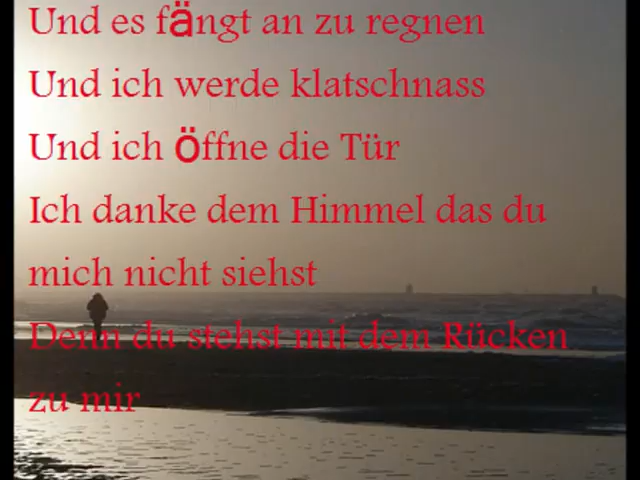 Und es fängt an zu regnen
Und ich werde klatschnass
Und ich öffne die Tür
Ich danke dem Himmel das du
mich nicht siehst
Denn du stehst mit dem Rücken
zu mir